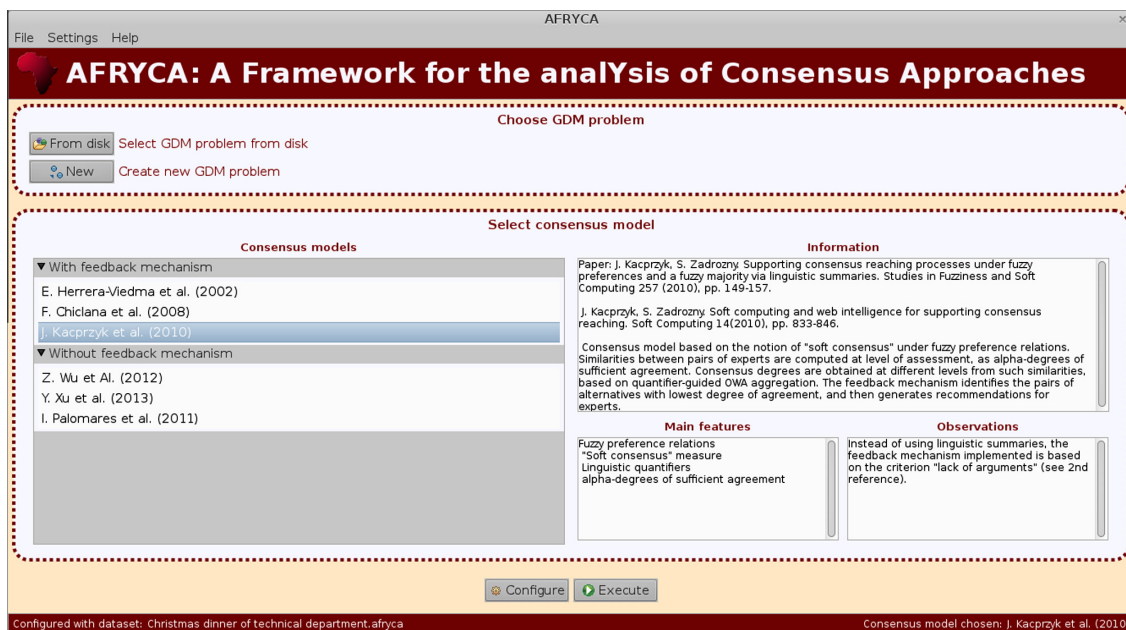 AFRYCA
File Settings Help
AFRYCA: A Framework for the analYsis of Consensus Approaches
Choose GDM problem
From disk Select GDM problem from disk
New Create new GDM problem
Select consensus model
Consensus models
With feedback mechanism
E. Herrera-Viedma et al. (2002)
F. Chiclana et al. (2008)
J. Kacprzyk et al. (2010)
Without feedback mechanism
Z. Wu et Al. (2012)
Y. Xu et al. (2013)
I. Palomares et al. (2011)
Information
Paper: J. Kacprzyk, S. Zadrozny. Supporting consensus reaching processes under fuzzy
preferences and a fuzzy majority via linguistic summaries. Studies in Fuzziness and Soft
Computing 257 (2010), pp. 149-157.
J. Kacprzyk, S. Zadrozny. Soft computing and web intelligence for supporting consensus
reaching. Soft Computing 14(2010), pp. 833-846.
Consensus model based on the notion of "soft consensus" under fuzzy preference relations.
Similarities between pairs of experts are computed at level of assessment, as alpha-degrees of
sufficient agreement. Consensus degrees are obtained at different levels from such similarities,
based on quantifier-guided OWA aggregation. The feedback mechanism identifies the pairs of
alternatives with lowest degree of agreement, and then generates recommendations for
experts.
Main features
Fuzzy preference relations
"Soft consensus" measure
Linguistic quantifiers
alpha-degrees of sufficient agreement
Observations
Instead of using linguistic summaries, the
feedback mechanism implemented is based
on the criterion "lack of arguments" (see 2nd
reference).
Configure Execute
Configured with dataset: Christmas dinner of technical department.afryca
Consensus model chosen: J. Kacprzyk et al. (2010